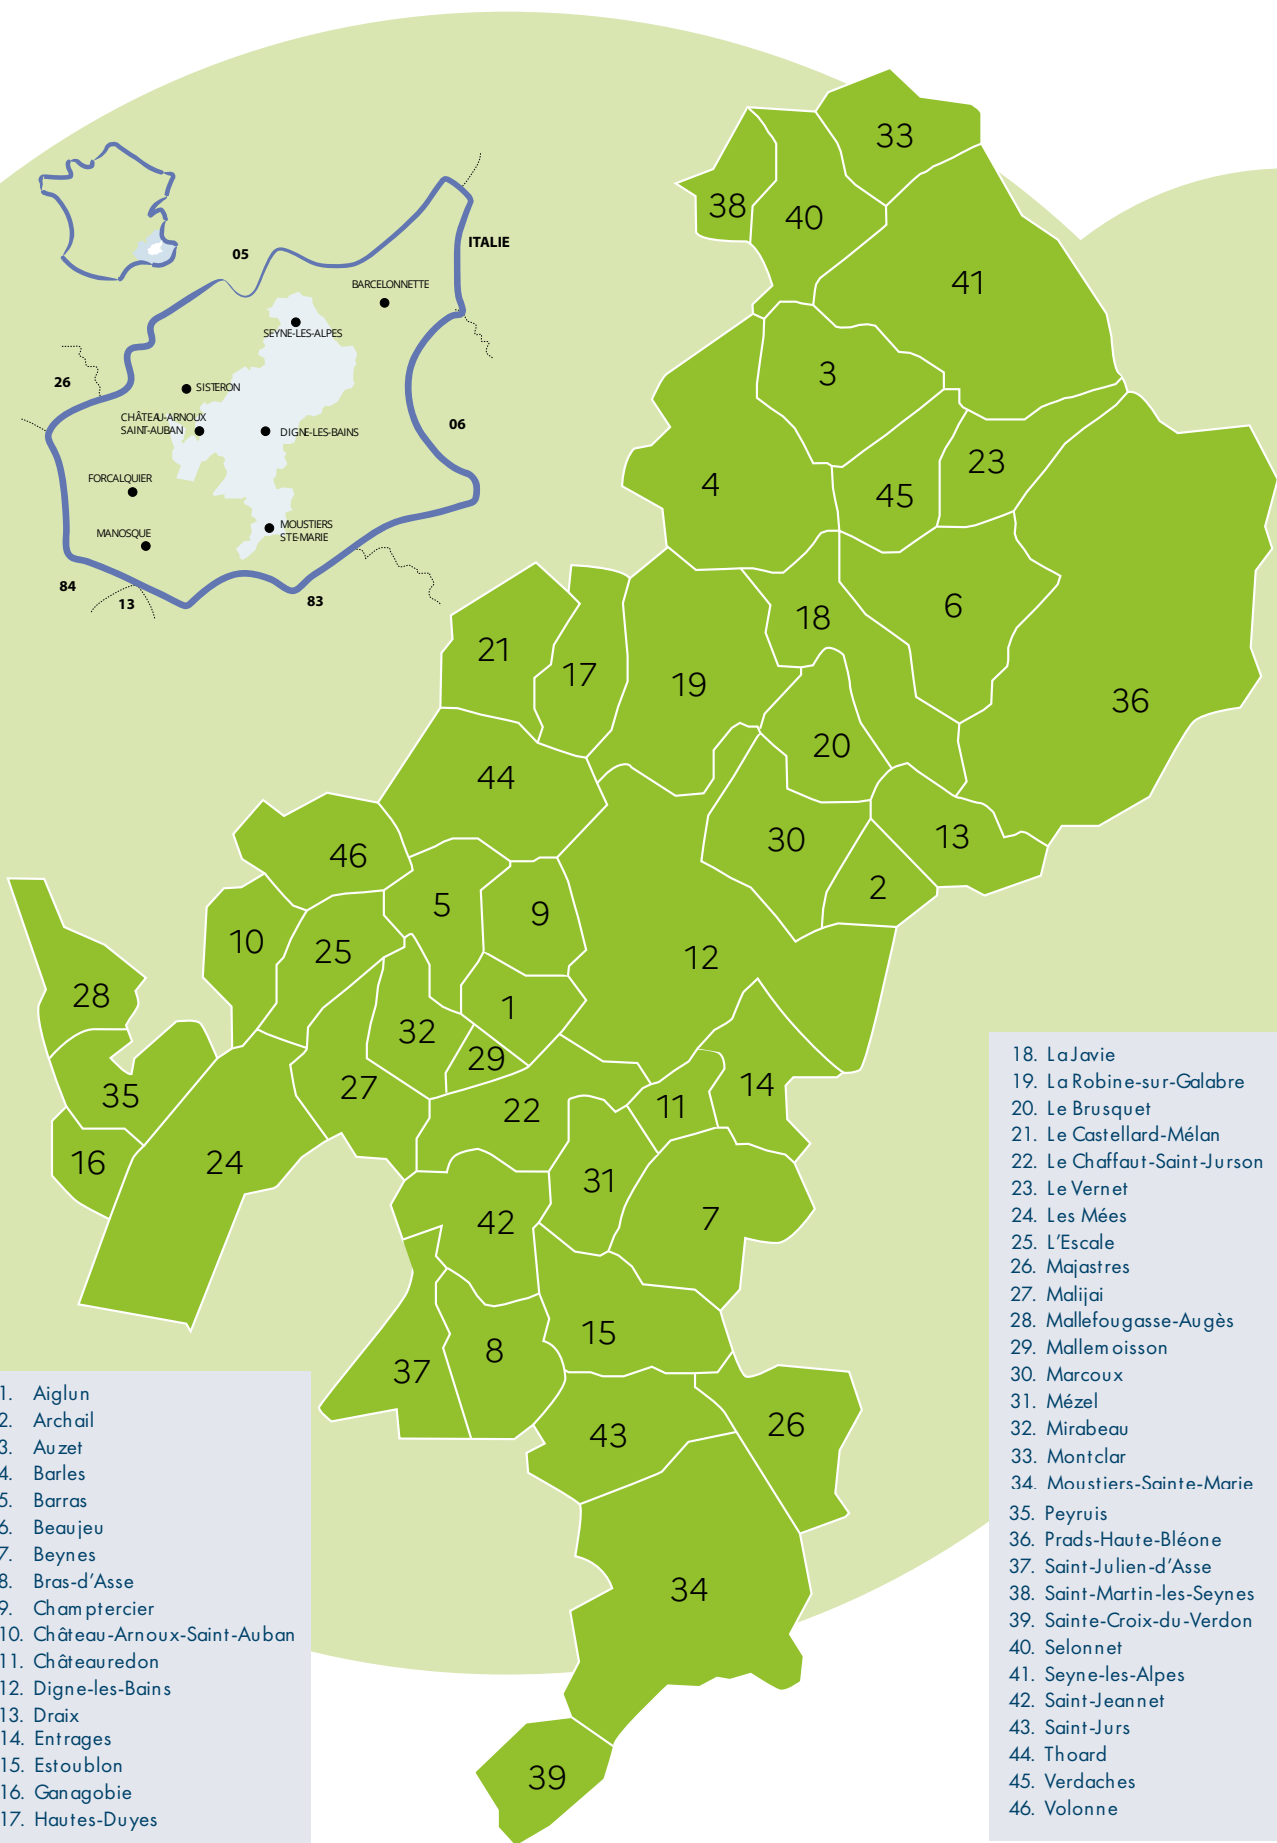 33
38
40
41
3
4
45
23
18
6
21
17
19
36
20
44
46
30
13
5
9
2
10
25
12
28
1
32
29
35
27
14
22
11
16
24
31
42
7
15
8
37
26
43
34
39
05
ITALIE
BARCELONNETTE
SEYNE-LES-ALPES
26
SISTERON
CHÂTEAU-ARNOUX
SAINT-AUBAN
DIGNE-LES-BAINS
06
FORCALQUIER
MANOSQUE
MOUSTIERS
STE-MARIE
84
13
83
1. Aiglun
2. Archail
3. Auzet
4. Barles
5. Barras
6. Beaujeu
7. Beynes
8. Bras-d'Asse
9. Champtercier
10. Château-Arnoux-Saint-Auban
11. Châteauredon
12. Digne-les-Bains
13. Draix
14. Entrages
15. Estoublon
16. Ganagobie
17. Hautes-Duyes
18. La Javie
19. La Robine-sur-Galabre
20. Le Brusquet
21. Le Castellard-Mélan
22. Le Chaffaut-Saint-Jurson
23. Le Vernet
24. Les Mées
25. L'Escale
26. Majastres
27. Malijai
28. Mallefougasse-Augès
29. Mallemoisson
30. Marcoux
31. Mézel
32. Mirabeau
33. Montclar
34. Moustiers-Sainte-Marie
35. Peyruis
36. Prads-Haute-Bléone
37. Saint-Julien-d'Asse
38. Saint-Martin-les-Seynes
39. Sainte-Croix-du-Verdon
40. Selonnet
41. Seyne-les-Alpes
42. Saint-Jeannet
43. Saint-Jurs
44. Thoard
45. Verdaches
46. Volonne